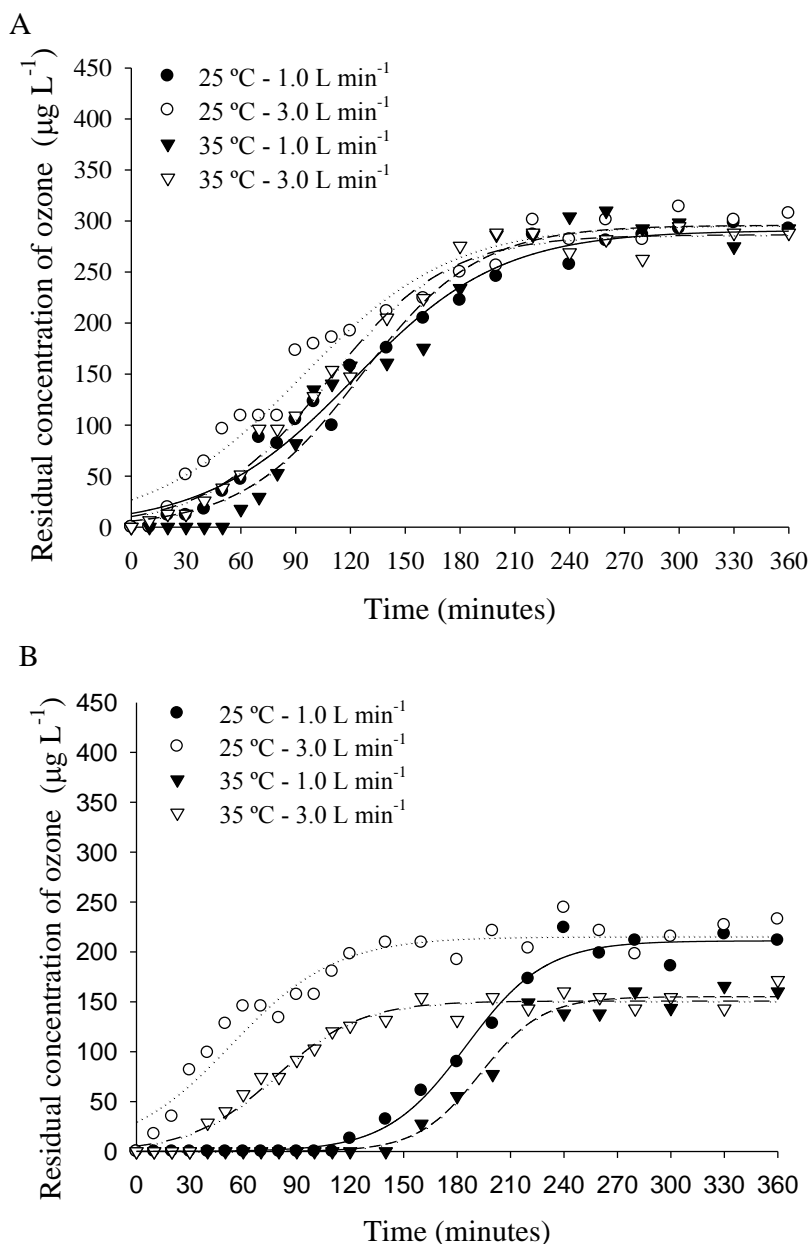 A
Residual concentration of ozone (µg L-1)
450
400
350
300
250
200
150
100
50
0
25 ºC - 1.0 L min-1
25 ºC - 3.0 L min-1
35 ºC - 1.0 L min-1
35 ºC - 3.0 L min-1
0 30 60 90 120 150 180 210 240 270 300 330 360
Time (minutes)
B
Residual concentration of ozone (µg L-1)
450
400
350
300
250
200
150
100
50
0
25 ºC - 1.0 L min-1
25 ºC - 3.0 L min-1
35 ºC - 1.0 L min-1
35 ºC - 3.0 L min-1
0 30 60 90 120 150 180 210 240 270 300 330 360
Time (minutes)